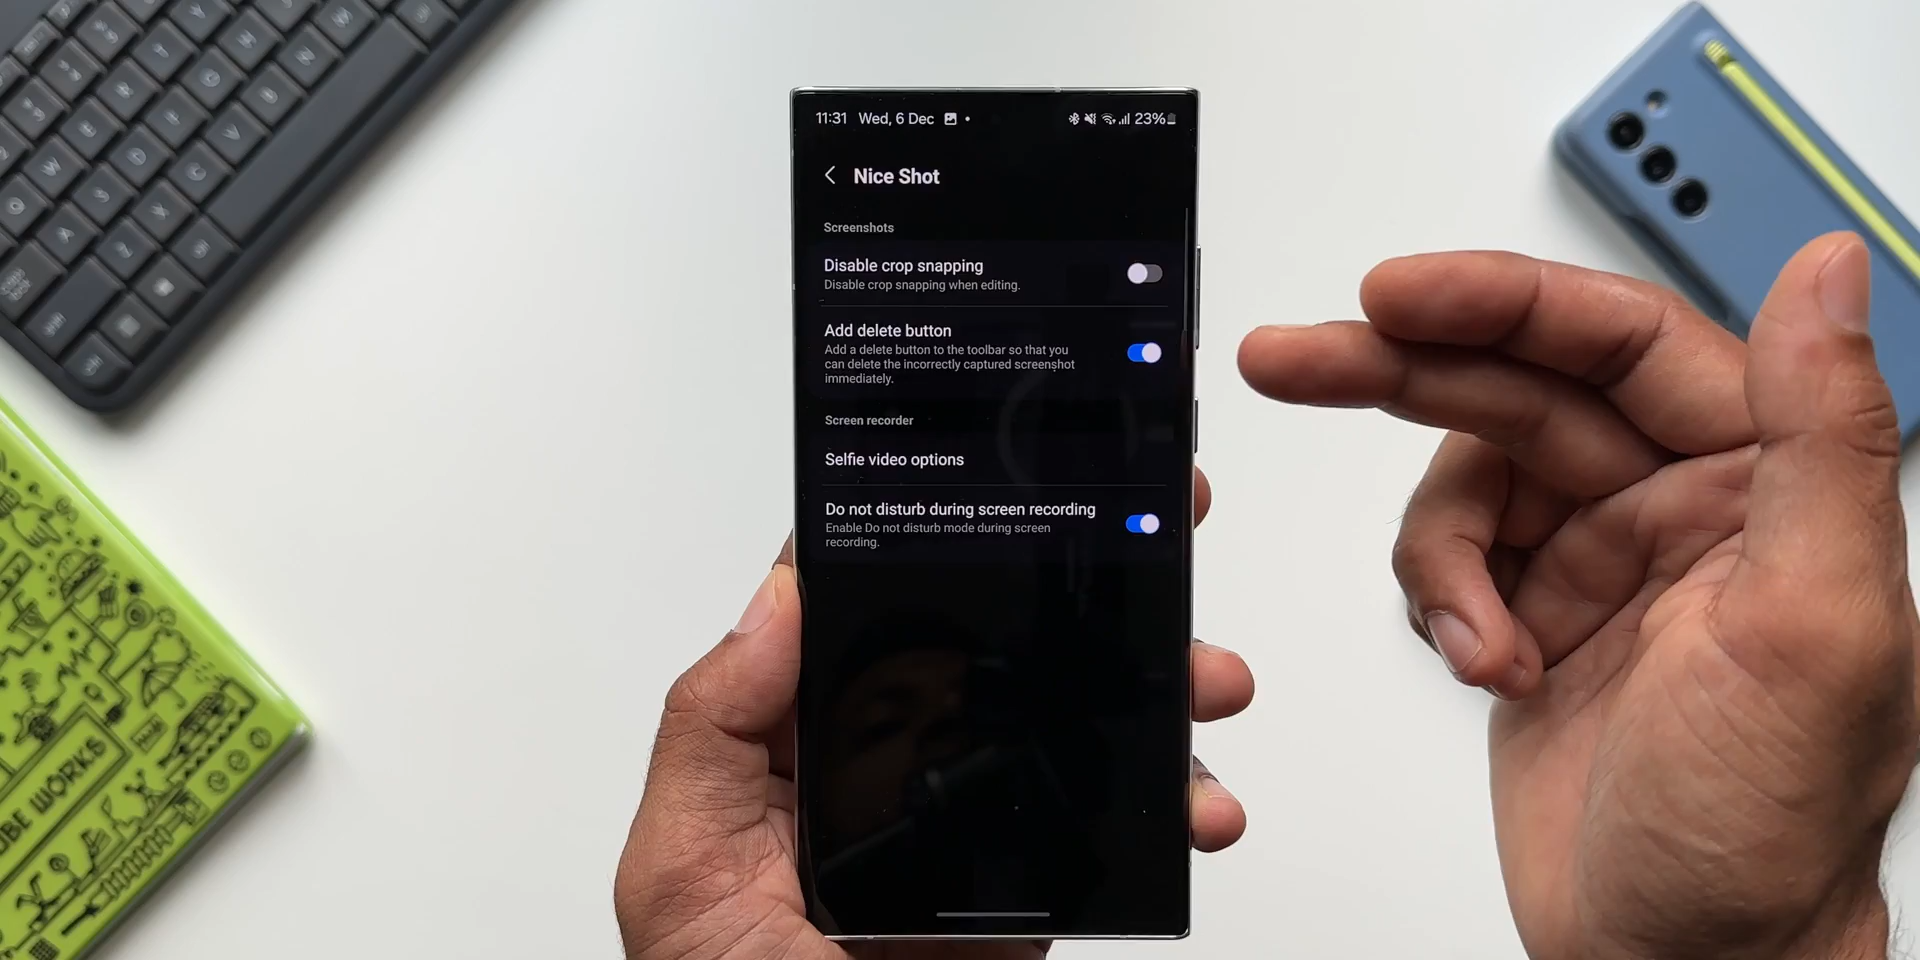 11:31 Wed, 6 Dec 23%
Nice Shot
Screenshots
Disable crop snapping
Disable crop snapping when editing.
Add delete button
Add a delete button to the toolbar so that you
can delete the incorrectly captured screenshot
immediately.
Screen recorder
Selfie video options
Do not disturb during screen recording
Enable Do not disturb mode during screen
recording.
WORKS